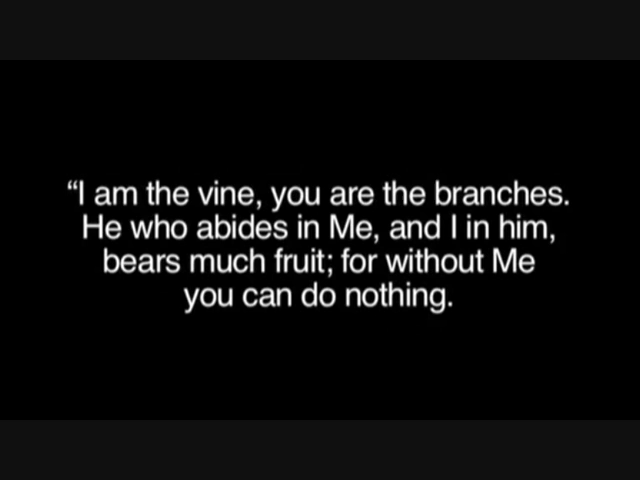 “I am the vine, you are the branches.
He who abides in Me, and I in him,
bears much fruit; for without Me
you can do nothing.